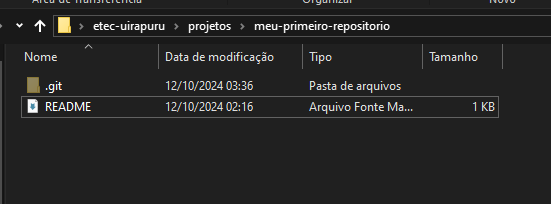 Área de Transferência Organizar Novo
etec-uirapuru > projetos > meu-primeiro-repositorio
Nome Data de modificação Tipo Tamanho
.git 12/10/2024 03:36 Pasta de arquivos
README 12/10/2024 02:16 Arquivo Fonte Ma... 1 KB